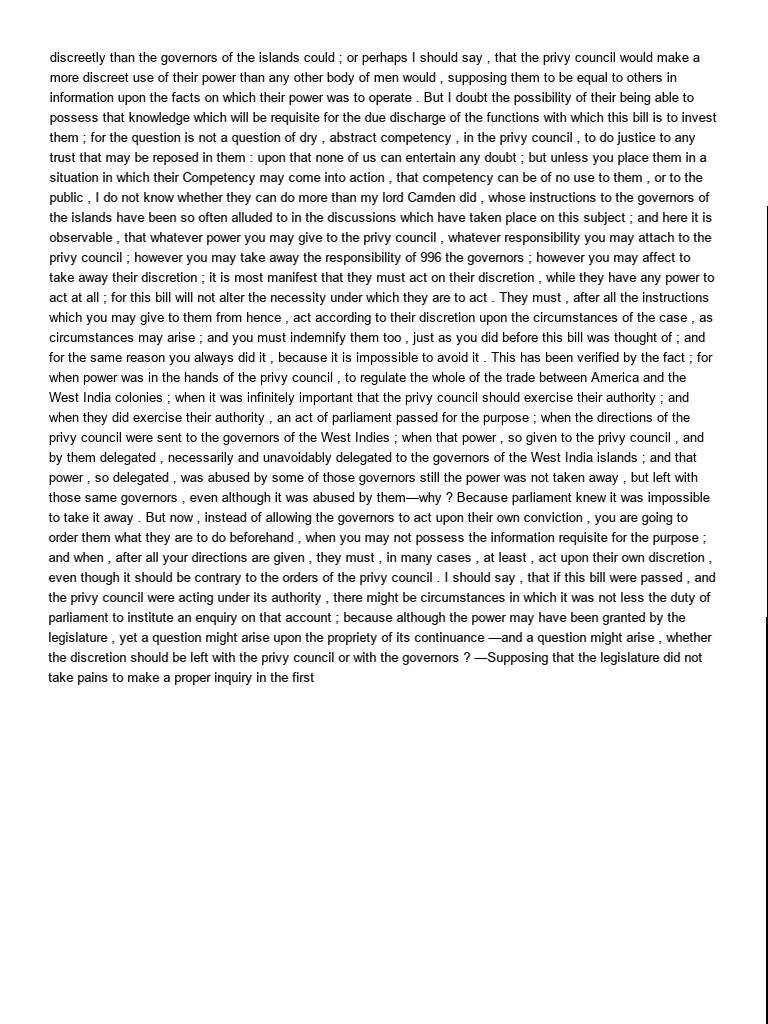 discreetly than the governors of the islands could ; or perhaps I should say , that the privy council would make a
more discreet use of their power than any other body of men would , supposing them to be equal to others in
information upon the facts on which their power was to operate . But I doubt the possibility of their being able to
possess that knowledge which will be requisite for the due discharge of the functions with which this bill is to invest
them ; for the question is not a question of dry , abstract competency , in the privy council , to do justice to any
trust that may be reposed in them : upon that none of us can entertain any doubt ; but unless you place them in a
situation in which their Competency may come into action , that competency can be of no use to them , or to the
public , I do not know whether they can do more than my lord Camden did , whose instructions to the governors of
the islands have been so often alluded to in the discussions which have taken place on this subject ; and here it is
observable , that whatever power you may give to the privy council , whatever responsibility you may attach to the
privy council ; however you may take away the responsibility of 996 the governors ; however you may affect to
take away their discretion ; it is most manifest that they must act on their discretion , while they have any power to
act at all ; for this bill will not alter the necessity under which they are to act . They must , after all the instructions
which you may give to them from hence , act according to their discretion upon the circumstances of the case , as
circumstances may arise ; and you must indemnify them too , just as you did before this bill was thought of ; and
for the same reason you always did it , because it is impossible to avoid it . This has been verified by the fact ; for
when power was in the hands of the privy council , to regulate the whole of the trade between America and the
West India colonies ; when it was infinitely important that the privy council should exercise their authority ; and
when they did exercise their authority , an act of parliament passed for the purpose ; when the directions of the
privy council were sent to the governors of the West Indies ; when that power , so given to the privy council , and
by them delegated , necessarily and unavoidably delegated to the governors of the West India islands ; and that
power , so delegated , was abused by some of those governors still the power was not taken away , but left with
those same governors , even although it was abused by them—why ? Because parliament knew it was impossible
to take it away . But now , instead of allowing the governors to act upon their own conviction , you are going to
order them what they are to do beforehand , when you may not possess the information requisite for the purpose ;
and when , after all your directions are given , they must , in many cases , at least , act upon their own discretion ,
even though it should be contrary to the orders of the privy council . I should say , that if this bill were passed , and
the privy council were acting under its authority , there might be circumstances in which it was not less the duty of
parliament to institute an enquiry on that account ; because although the power may have been granted by the
legislature , yet a question might arise upon the propriety of its continuance —and a question might arise , whether
the discretion should be left with the privy council or with the governors ? —Supposing that the legislature did not
take pains to make a proper inquiry in the first